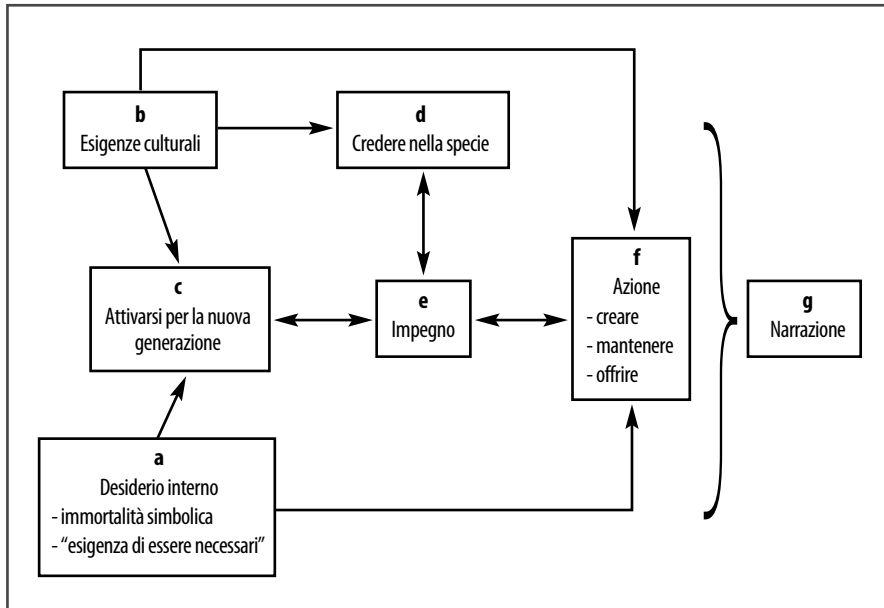 b
Esigenze culturali
d
Credere nella specie
c
Attivarsi per la nuova
generazione
e
Impegno
f
Azione
- creare
- mantenere
- offrire
g
Narrazione
a
Desiderio interno
- immortalità simbolica
- “esigenza di essere necessari”